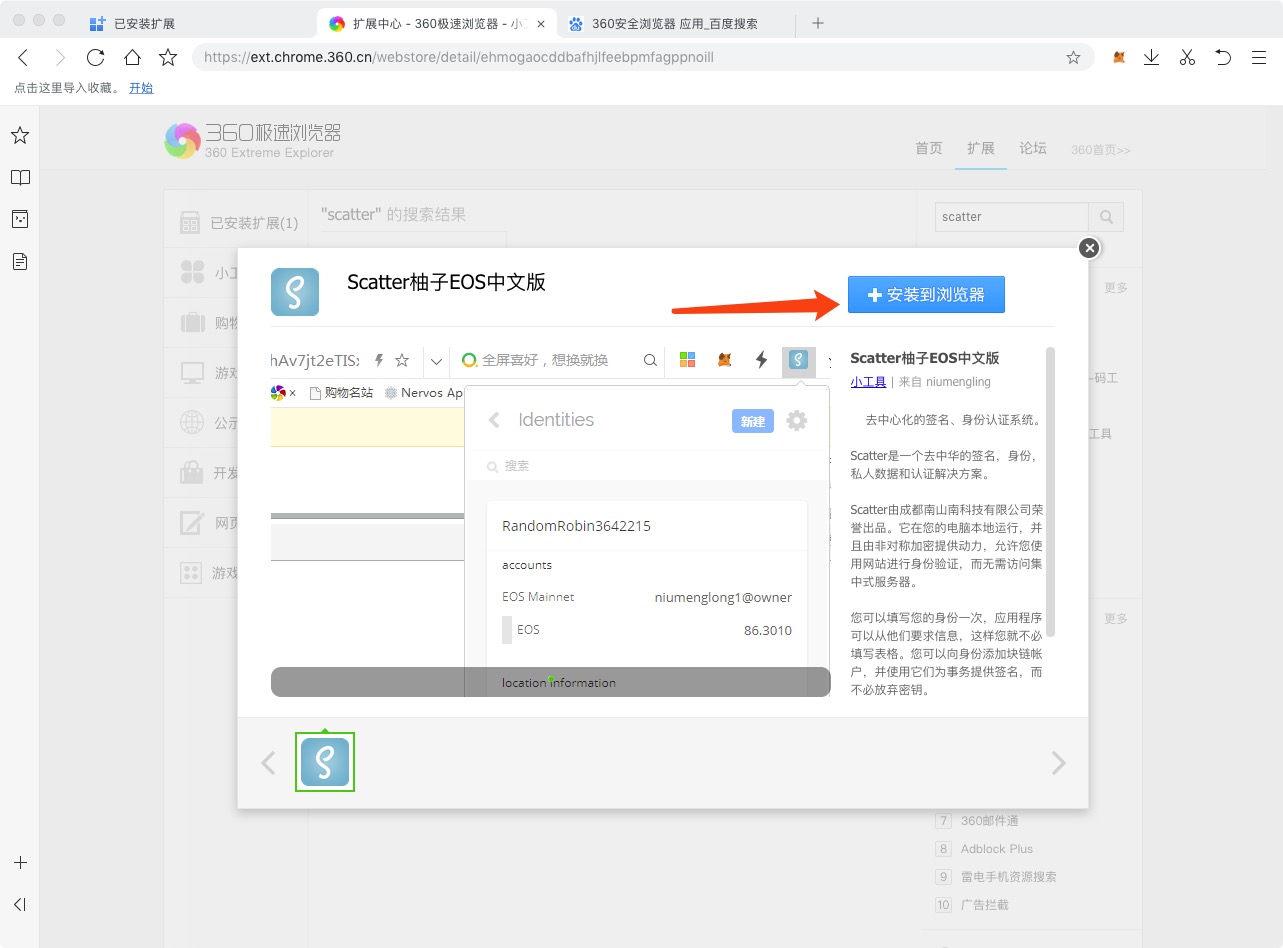 已安装扩展
扩展中心 - 360极速浏览器 - 小
360安全浏览器 应用_百度搜索
https://ext.chrome.360.cn/webstore/detail/ehmogaocddbafhjlfeebpmfagppnoill
点击这里导入收藏。 开始
360极速浏览器
360 Extreme Explorer
首页 扩展 论坛 360首页>>
已安装扩展(1)
"scatter" 的搜索结果
scatter
小工
购物
游戏
公示
开发
网页
游戏
更多
-码工
工具
更多
Scatter柚子EOS中文版
安装到浏览器
hAv7jt2eTIS
全屏喜好，想换就换
购物名站
Nervos Ap
Identities
新建
搜索
RandomRobin3642215
accounts
EOS Mainnet niumenglong1@owner
EOS 86.3010
location information
Scatter柚子EOS中文版
小工具 | 来自 niumengling
去中心化的签名、身份认证系统。
Scatter是一个去中华的签名，身份，
私人数据和认证解决方案。
Scatter由成都南山南科技有限公司荣
誉出品。它在您的电脑本地运行，并
且由非对称加密提供动力，允许您使
用网站进行身份验证，而无需访问集
中式服务器。
您可以填写您的身份一次，应用程序
可以从他们要求信息，这样您就不必
填写表格。您可以向身份添加块链帐
户，并使用它们为事务提供签名，而
不必放弃密钥。
7 360邮件通
8 Adblock Plus
9 雷电手机资源搜索
10 广告拦截